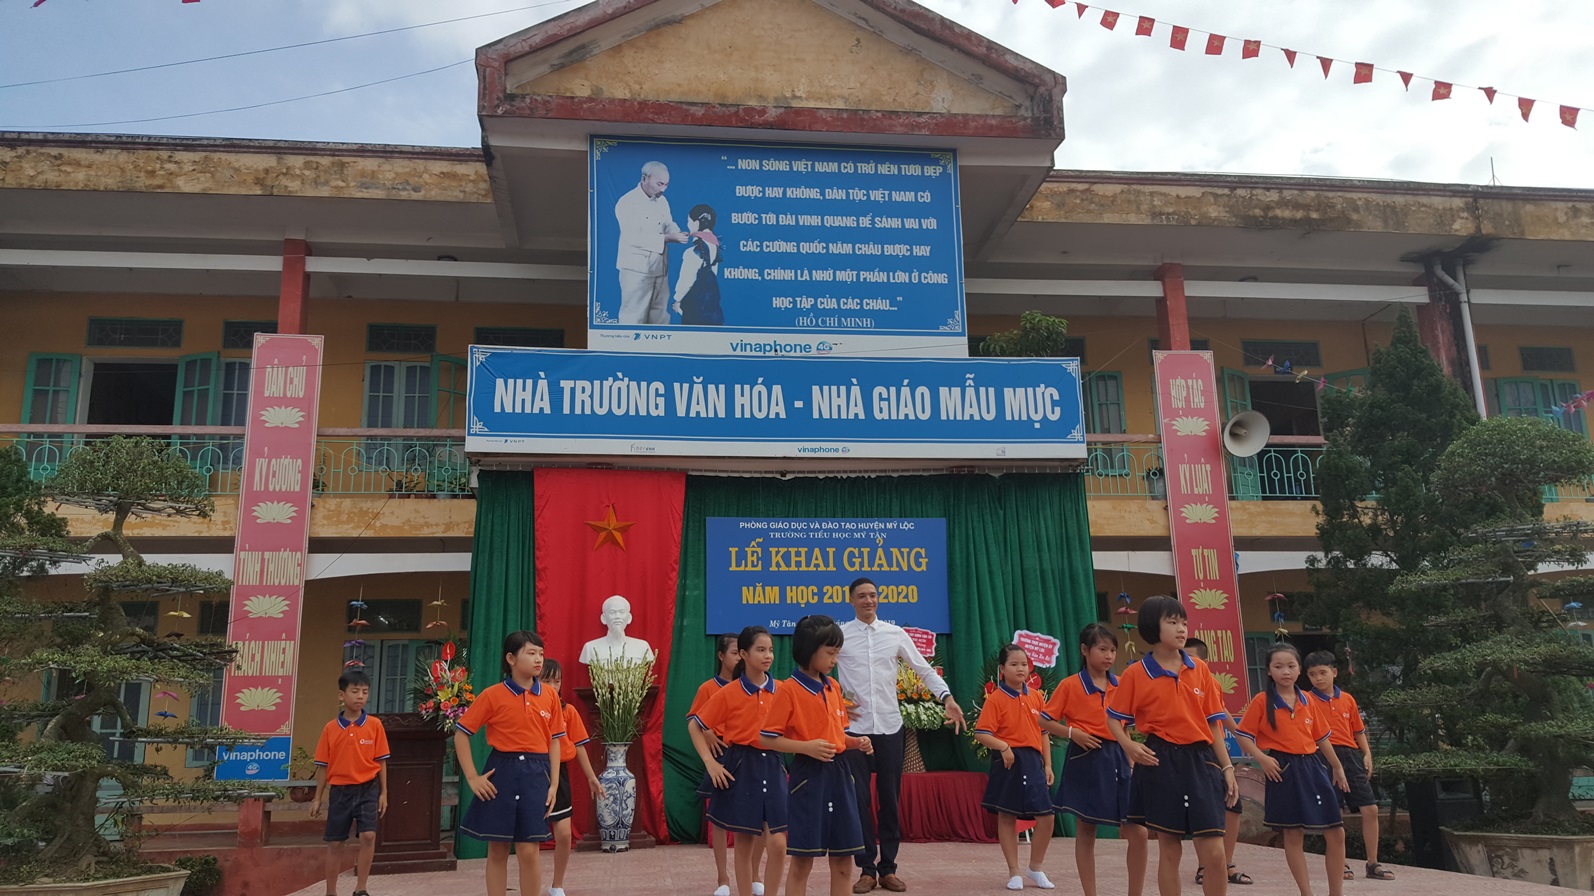 "... NON SÔNG VIỆT NAM CÓ TRỞ NÊN TƯƠI ĐẸP
ĐƯỢC HAY KHÔNG, DÂN TỘC VIỆT NAM CÓ
BƯỚC TỚI ĐÀI VINH QUANG ĐỂ SÁNH VAI VỚI
CÁC CƯỜNG QUỐC NĂM CHÂU ĐƯỢC HAY
KHÔNG, CHÍNH LÀ NHỜ MỘT PHẦN LỚN Ở CÔNG
HỌC TẬP CỦA CÁC CHÁU..."
(HỒ CHÍ MINH)
VNPT
vinaphone 4G
NHÀ TRƯỜNG VĂN HÓA - NHÀ GIÁO MẪU MỰC
VNPT
vinaphone
DÂN CHỦ
KỶ CƯƠNG
TÌNH THƯƠNG
TRÁCH NHIỆM
vinaphone
4G
HỢP TÁC
KỶ LUẬT
TỰ TIN
TẠO
PHÒNG GIÁO DỤC VÀ ĐÀO TẠO HUYỆN MỸ LỘC
TRƯỜNG TIỂU HỌC MỸ TÂN
LỄ KHAI GIẢNG
NĂM HỌC 2020
Mỹ Tân